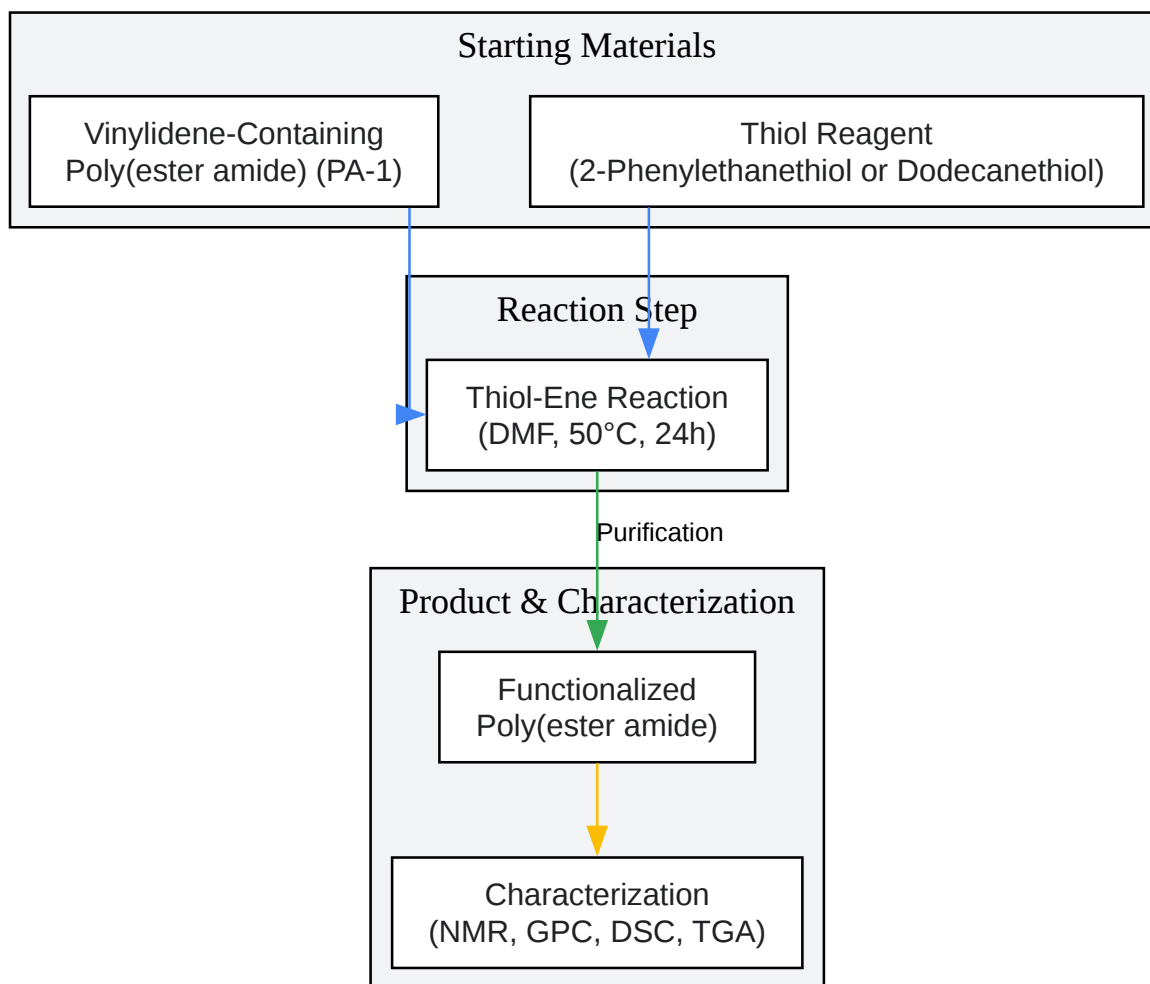 Starting Materials
Vinylidene-Containing
Poly(ester amide) (PA-1)
Thiol Reagent
(2-Phenylethanethiol or Dodecanethiol)
Reaction Step
Thiol-Ene Reaction
(DMF, 50°C, 24h)
Purification
Product & Characterization
Functionalized
Poly(ester amide)
Characterization
(NMR, GPC, DSC, TGA)